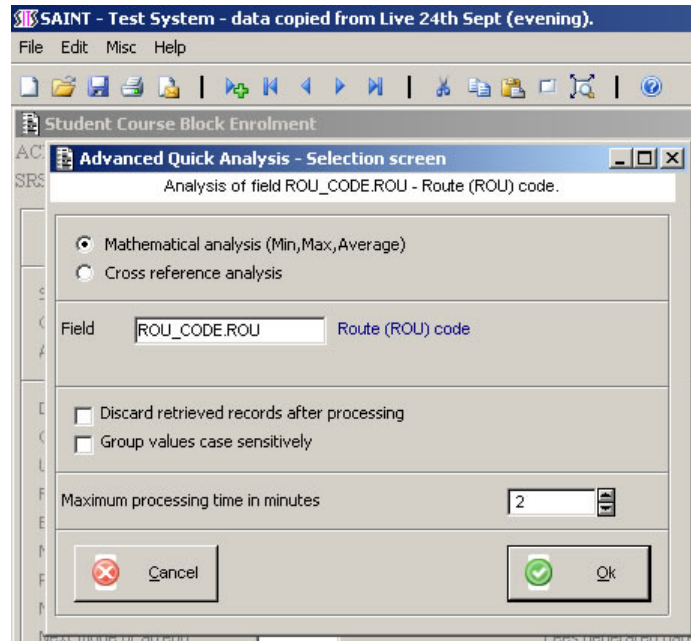 SAINT - Test System - data copied from Live 24th Sept (evening).
File Edit Misc Help
Student Course Block Enrolment
Advanced Quick Analysis - Selection screen
SRS
Analysis of field ROU_CODE.ROU - Route (ROU) code.
Mathematical analysis (Min,Max,Average)
Cross reference analysis
Field ROU_CODE.ROU Route (ROU) code
Discard retrieved records after processing
Group values case sensitively
Maximum processing time in minutes 2
Cancel Ok